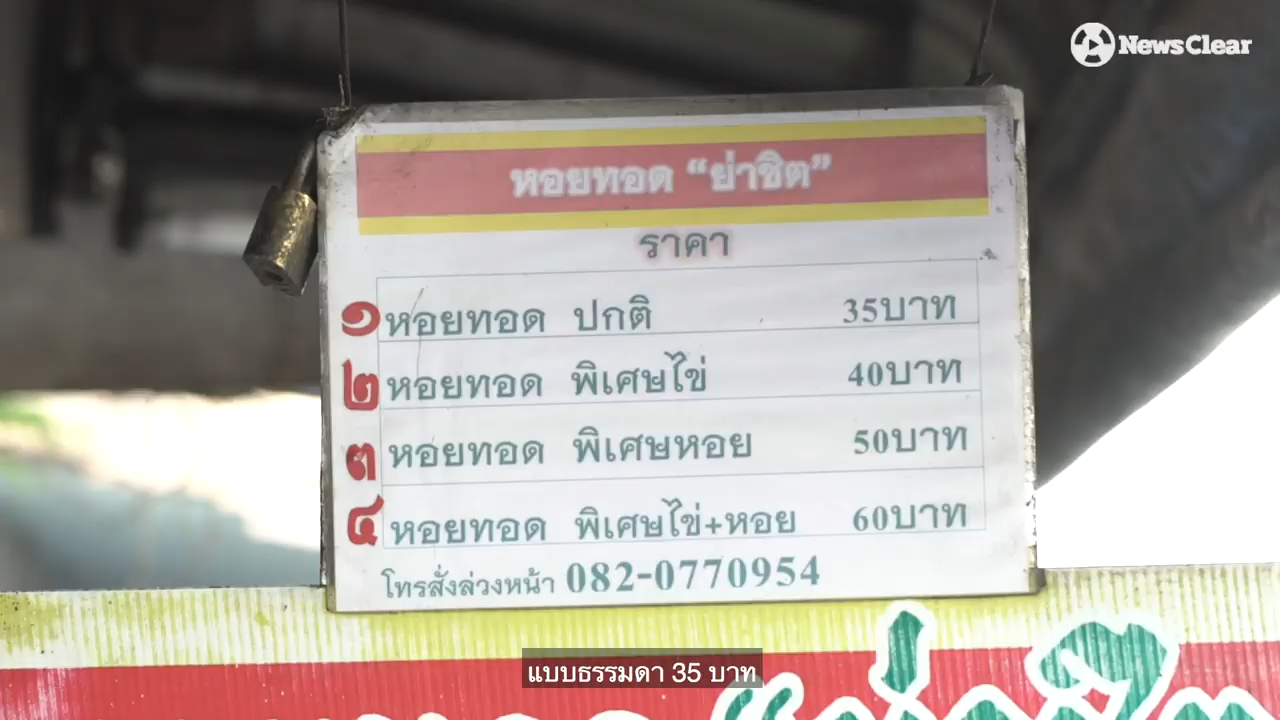 NewsClear
หอยทอด “ย่าชิต”
ราคา
๑ หอยทอด ปกติ 35บาท
๒ หอยทอด พิเศษไข่ 40บาท
๓ หอยทอด พิเศษหอย 50บาท
๔ หอยทอด พิเศษไข่+หอย 60บาท
โทรสั่งล่วงหน้า 082-0770954
แบบธรรมดา 35 บาท